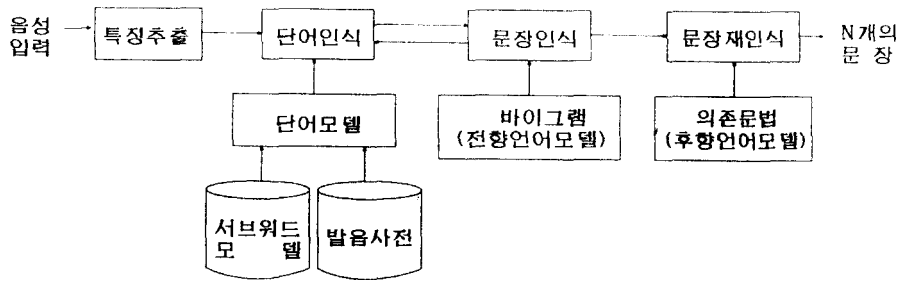 음성
입력
특징추출
단어인식
문장인식
문장재인식
N개의
문 장
단어모델
바이그램
(전향언어모델)
의존문법
(후향언어모델)
서브워드
모 델
발음사전